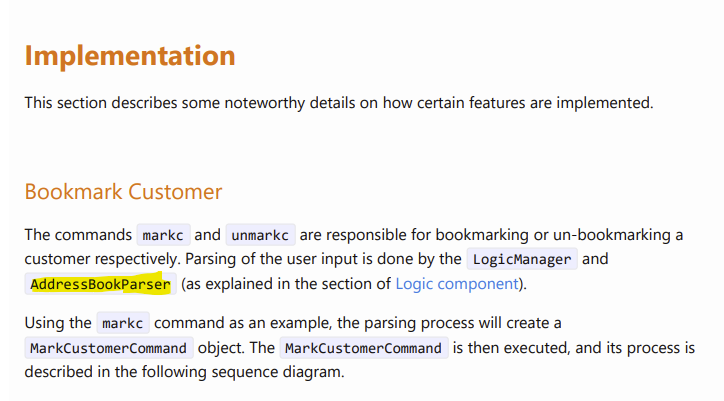 Implementation
This section describes some noteworthy details on how certain features are implemented.
Bookmark Customer
The commands markc and unmarkc are responsible for bookmarking or un-bookmarking a
customer respectively. Parsing of the user input is done by the LogicManager and
AddressBookParser (as explained in the section of Logic component).
Using the markc command as an example, the parsing process will create a
MarkCustomerCommand object. The MarkCustomerCommand is then executed, and its process is
described in the following sequence diagram.